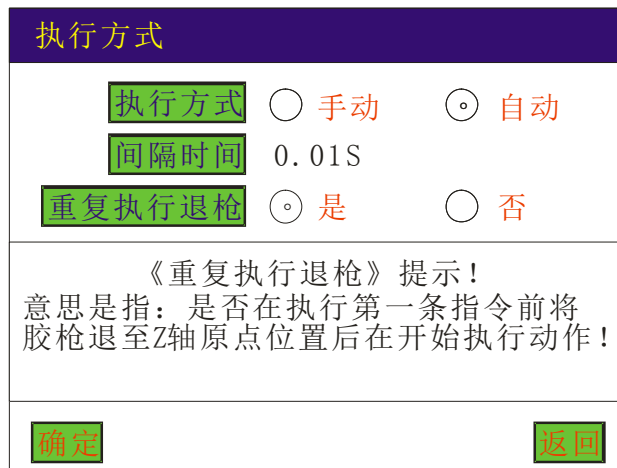 执行方式
执行方式 手动 自动
间隔时间 0.01S
重复执行退枪 是 否
《重复执行退枪》提示！
意思是指：是否在执行第一条指令前将
胶枪退至Z轴原点位置后在开始执行动作！
确定 返回